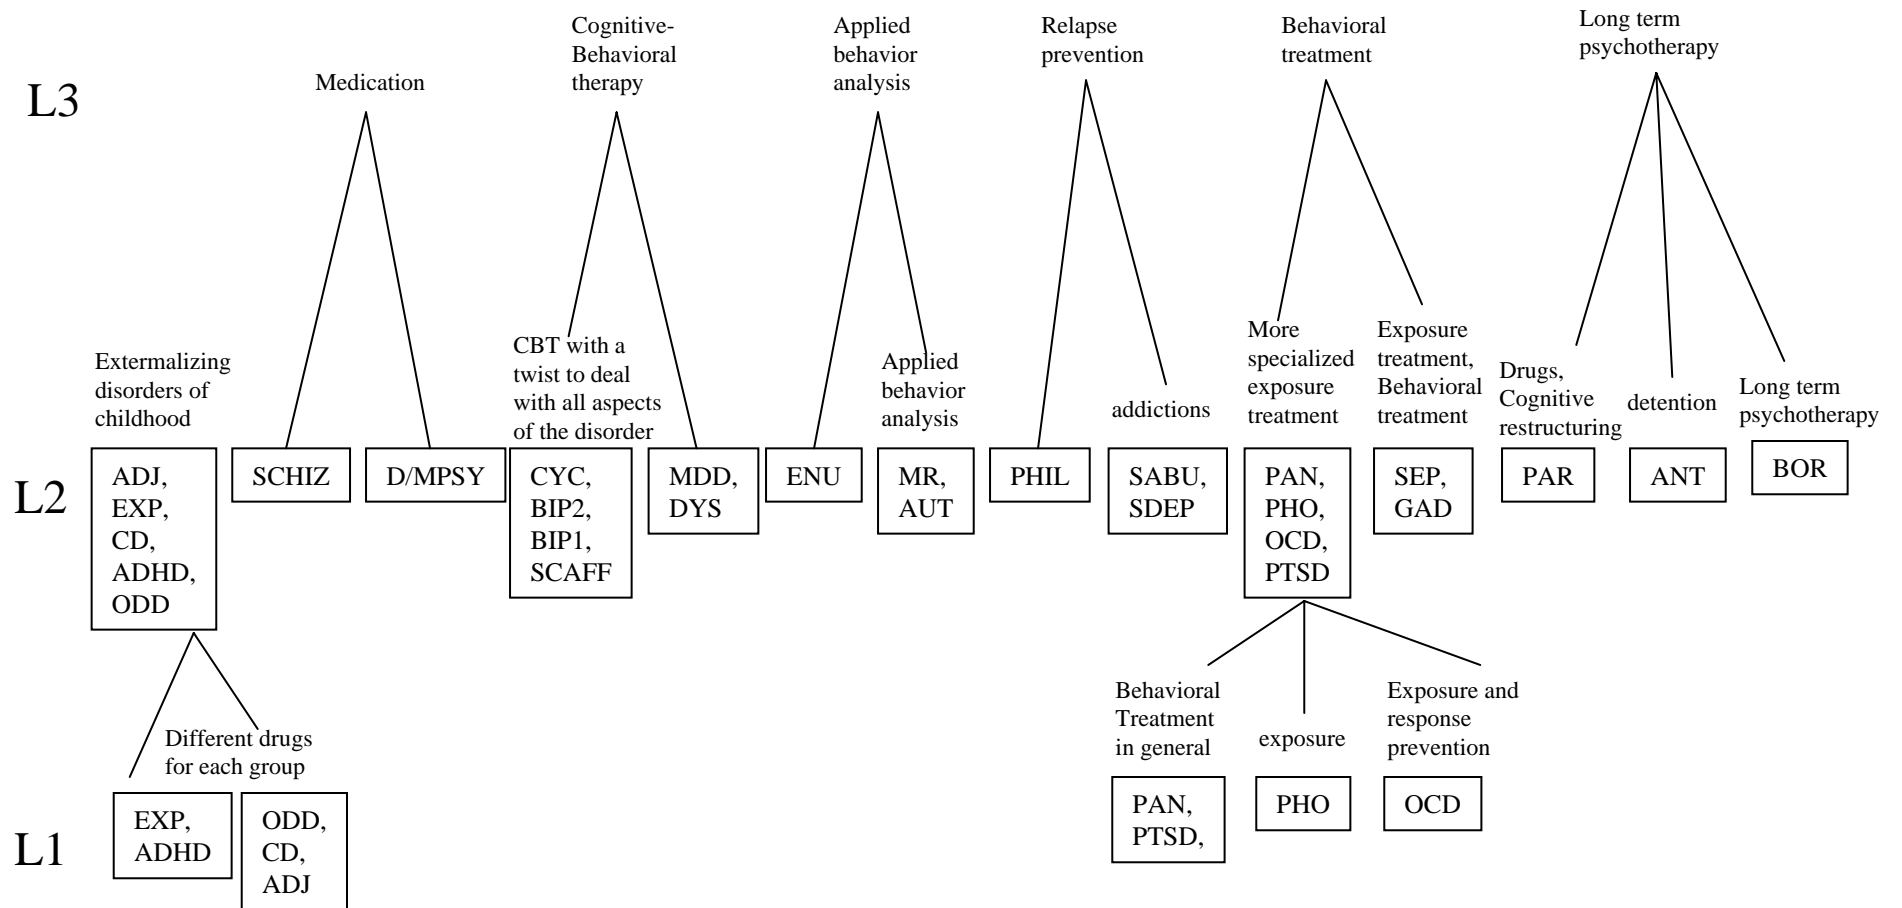 L3
Medication
Cognitive-
Behavioral
therapy
Applied
behavior
analysis
Relapse
prevention
Behavioral
treatment
Long term
psychotherapy
Extermalizing
disorders of
childhood
CBT with a
twist to deal
with all aspects
of the disorder
Applied
behavior
analysis
addictions
More
specialized
exposure
treatment
Exposure
treatment,
Behavioral
treatment
Drugs,
Cognitive
restructuring
detention
Long term
psychotherapy
L2
ADJ,
EXP,
CD,
ADHD,
ODD
SCHIZ
D/MPSY
CYC,
BIP2,
BIP1,
SCAFF
MDD,
DYS
ENU
MR,
AUT
PHIL
SABU,
SDEP
PAN,
PHO,
OCD,
PTSD
SEP,
GAD
PAR
ANT
BOR
Different drugs
for each group
Behavioral
Treatment
in general
exposure
Exposure and
response
prevention
L1
EXP,
ADHD
ODD,
CD,
ADJ
PAN,
PTSD,
PHO
OCD